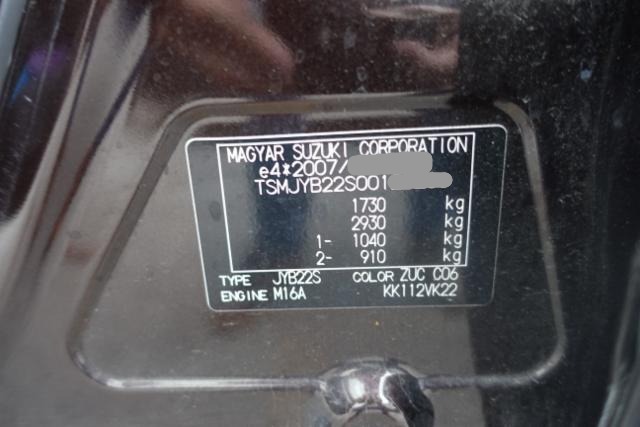 MAGYAR SUZUKI CORPORATION
e4*2007/
TSMJYB22S001
1730 kg
2930 kg
1- 1040 kg
2- 910 kg
TYPE JYB22S COLOR ZUC C06
ENGINE M16A KK112VK22